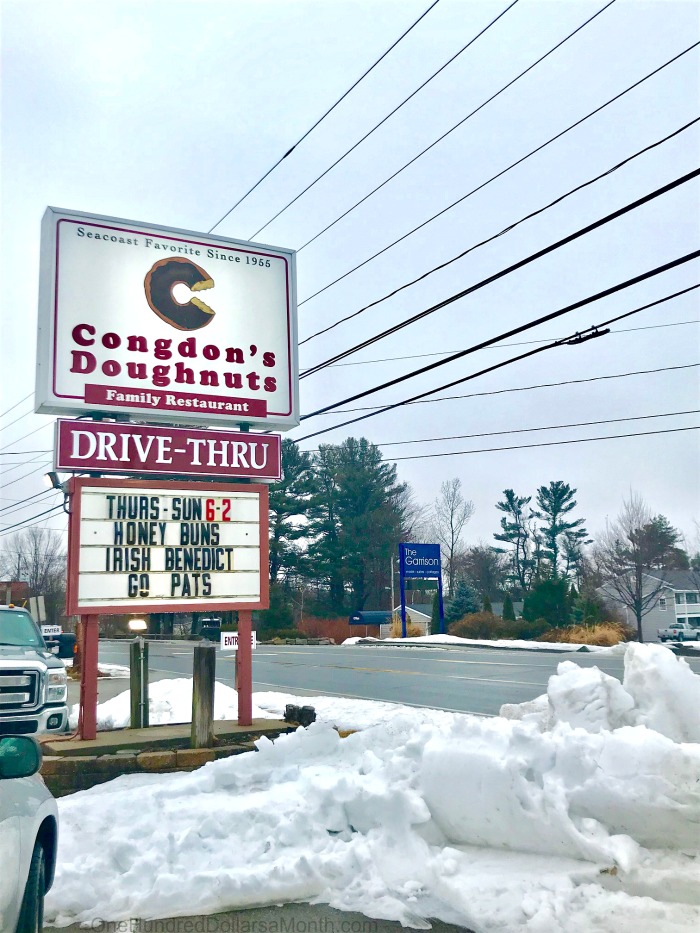 Seacoast Favorite Since 1955
Congdon's
Doughnuts
Family Restaurant
DRIVE-THRU
THURS-SUN 6-2
HONEY BUNS
IRISH BENEDICT
GO PATS
The
Garrison
ENTER
OneHundredDollarsaMonth.com